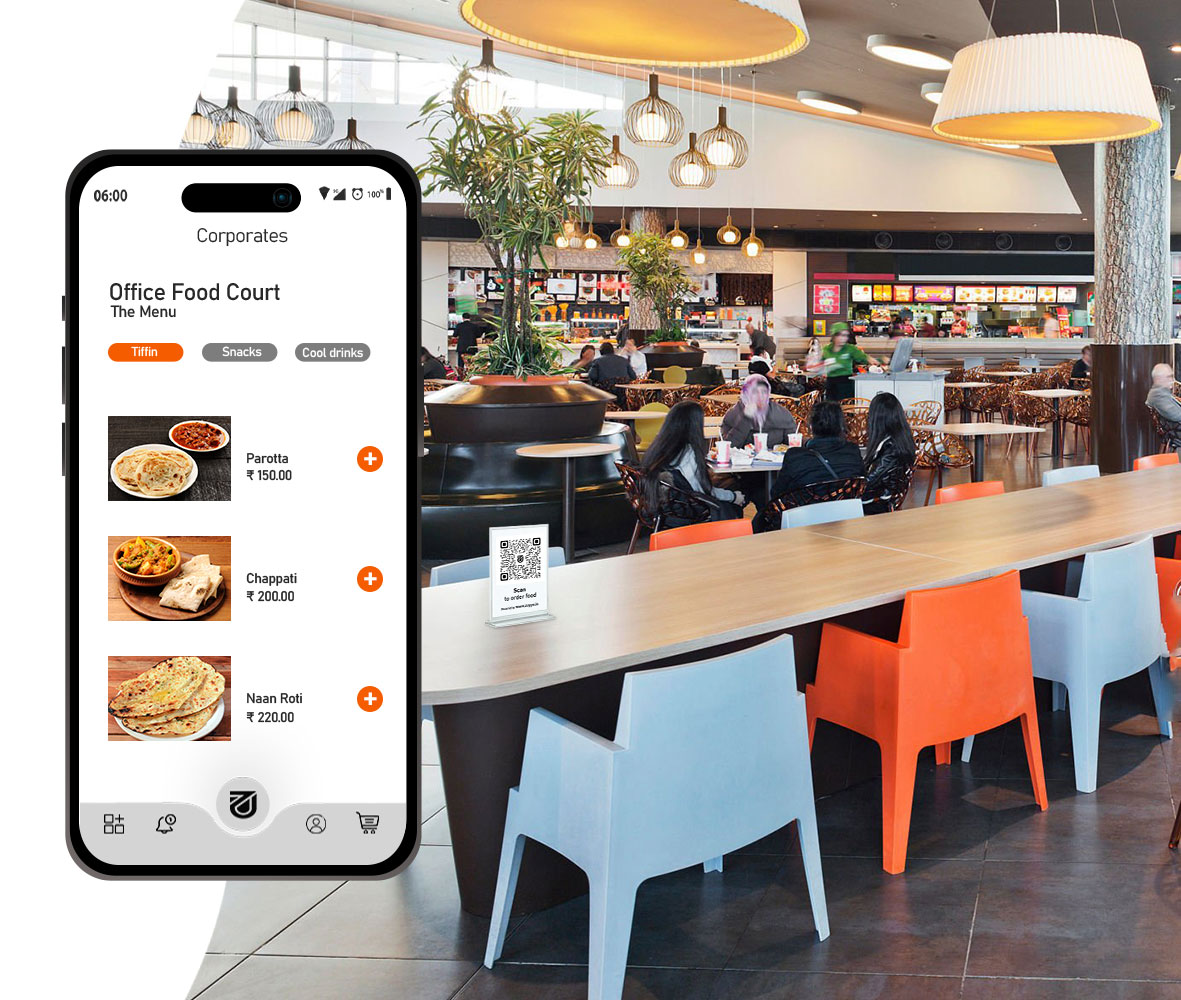 06:00
100%
Corporates
Office Food Court
The Menu
Tiffin
Snacks
Cool drinks
Parotta
₹ 150.00
Chappati
₹ 200.00
Naan Roti
₹ 220.00
Scan
to order food